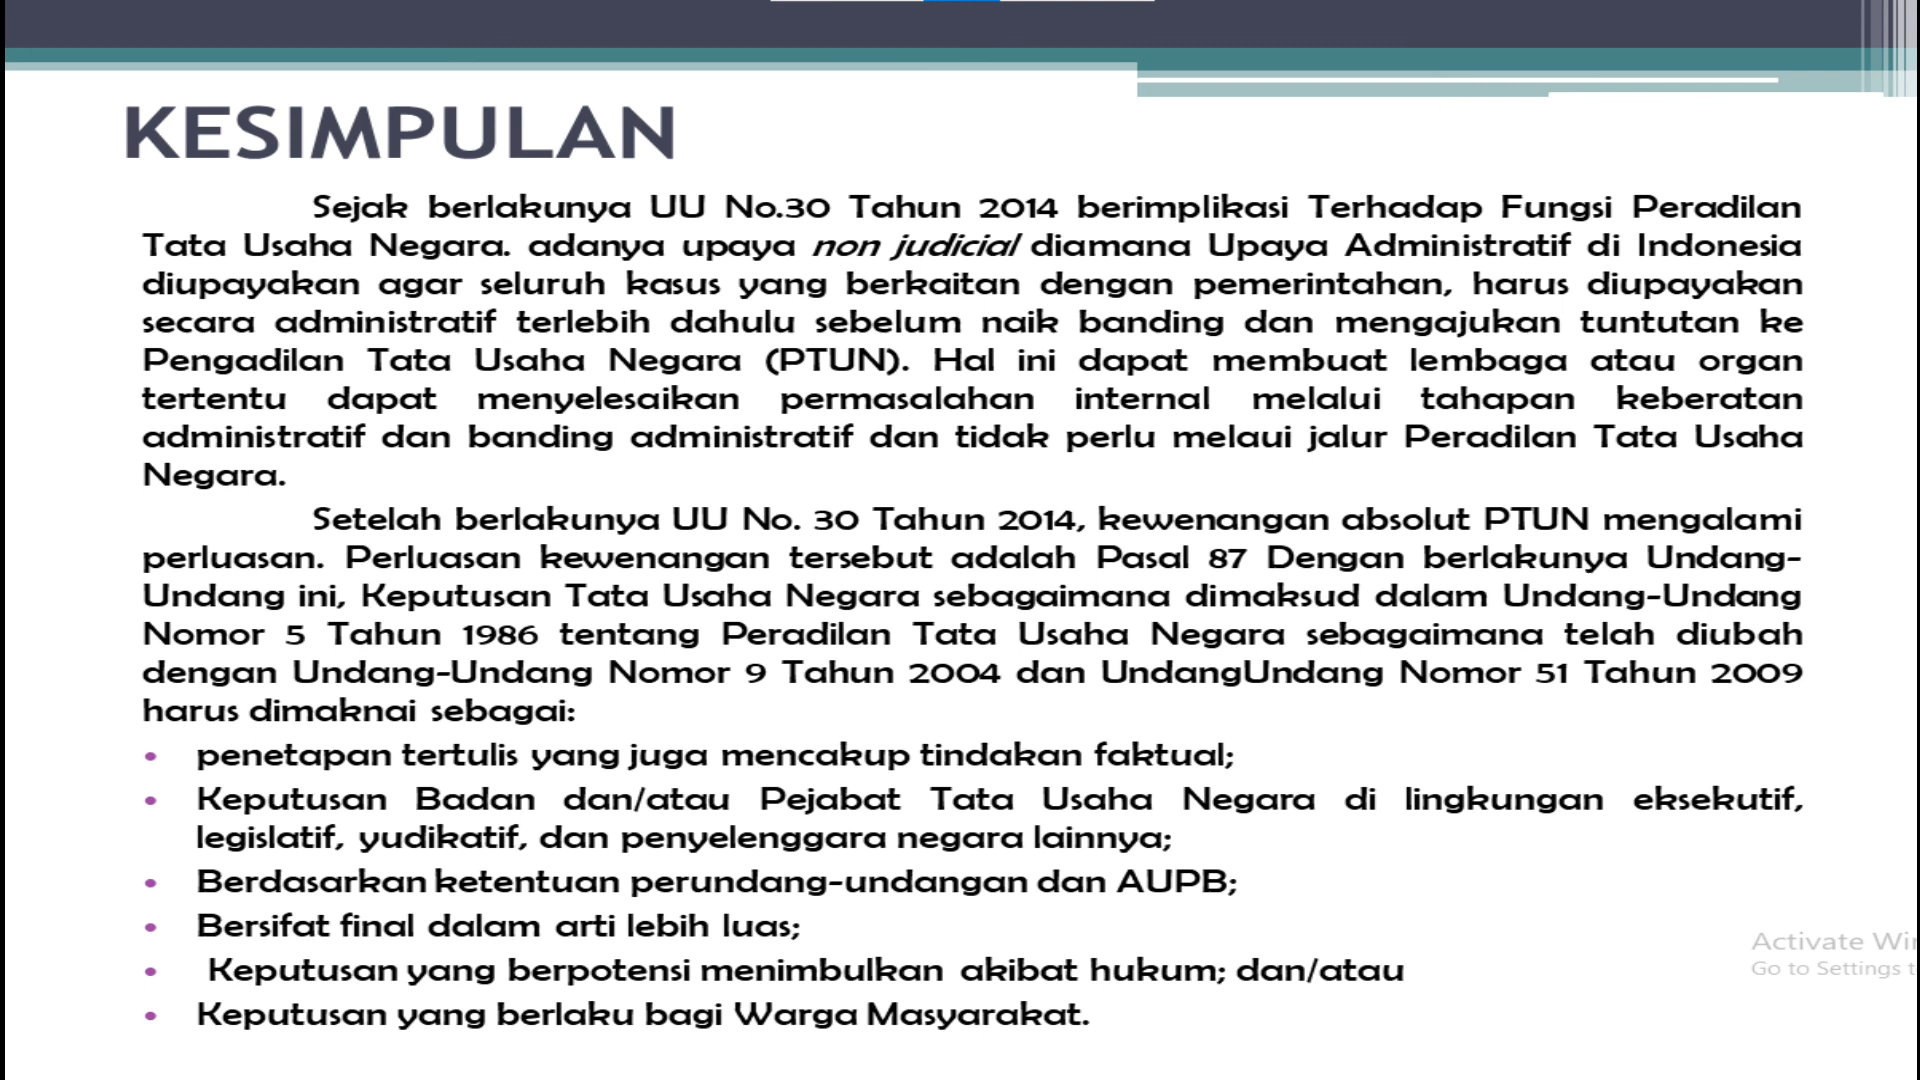 KESIMPULAN
Sejak berlakunya UU No.30 Tahun 2014 berimplikasi Terhadap Fungsi Peradilan
Tata Usaha Negara. adanya upaya non judicial diamana Upaya Administratif di Indonesia
diupayakan agar seluruh kasus yang berkaitan dengan pemerintahan, harus diupayakan
secara administratif terlebih dahulu sebelum naik banding dan mengajukan tuntutan ke
Pengadilan Tata Usaha Negara (PTUN). Hal ini dapat membuat lembaga atau organ
tertentu dapat menyelesaikan permasalahan internal melalui tahapan keberatan
administratif dan banding administratif dan tidak perlu melaui jalur Peradilan Tata Usaha
Negara.
Setelah berlakunya UU No. 30 Tahun 2014, kewenangan absolut PTUN mengalami
perluasan. Perluasan kewenangan tersebut adalah Pasal 87 Dengan berlakunya Undang-
Undang ini, Keputusan Tata Usaha Negara sebagaimana dimaksud dalam Undang-Undang
Nomor 5 Tahun 1986 tentang Peradilan Tata Usaha Negara sebagaimana telah diubah
dengan Undang-Undang Nomor 9 Tahun 2004 dan UndangUndang Nomor 51 Tahun 2009
harus dimaknai sebagai:
• penetapan tertulis yang juga mencakup tindakan faktual;
• Keputusan Badan dan/atau Pejabat Tata Usaha Negara di lingkungan eksekutif,
legislatif, yudikatif, dan penyelenggara negara lainnya;
• Berdasarkan ketentuan perundang-undangan dan AUPB;
• Bersifat final dalam arti lebih luas;
• Keputusan yang berpotensi menimbulkan akibat hukum; dan/atau
• Keputusan yang berlaku bagi Warga Masyarakat.
Activate
Go to Settings